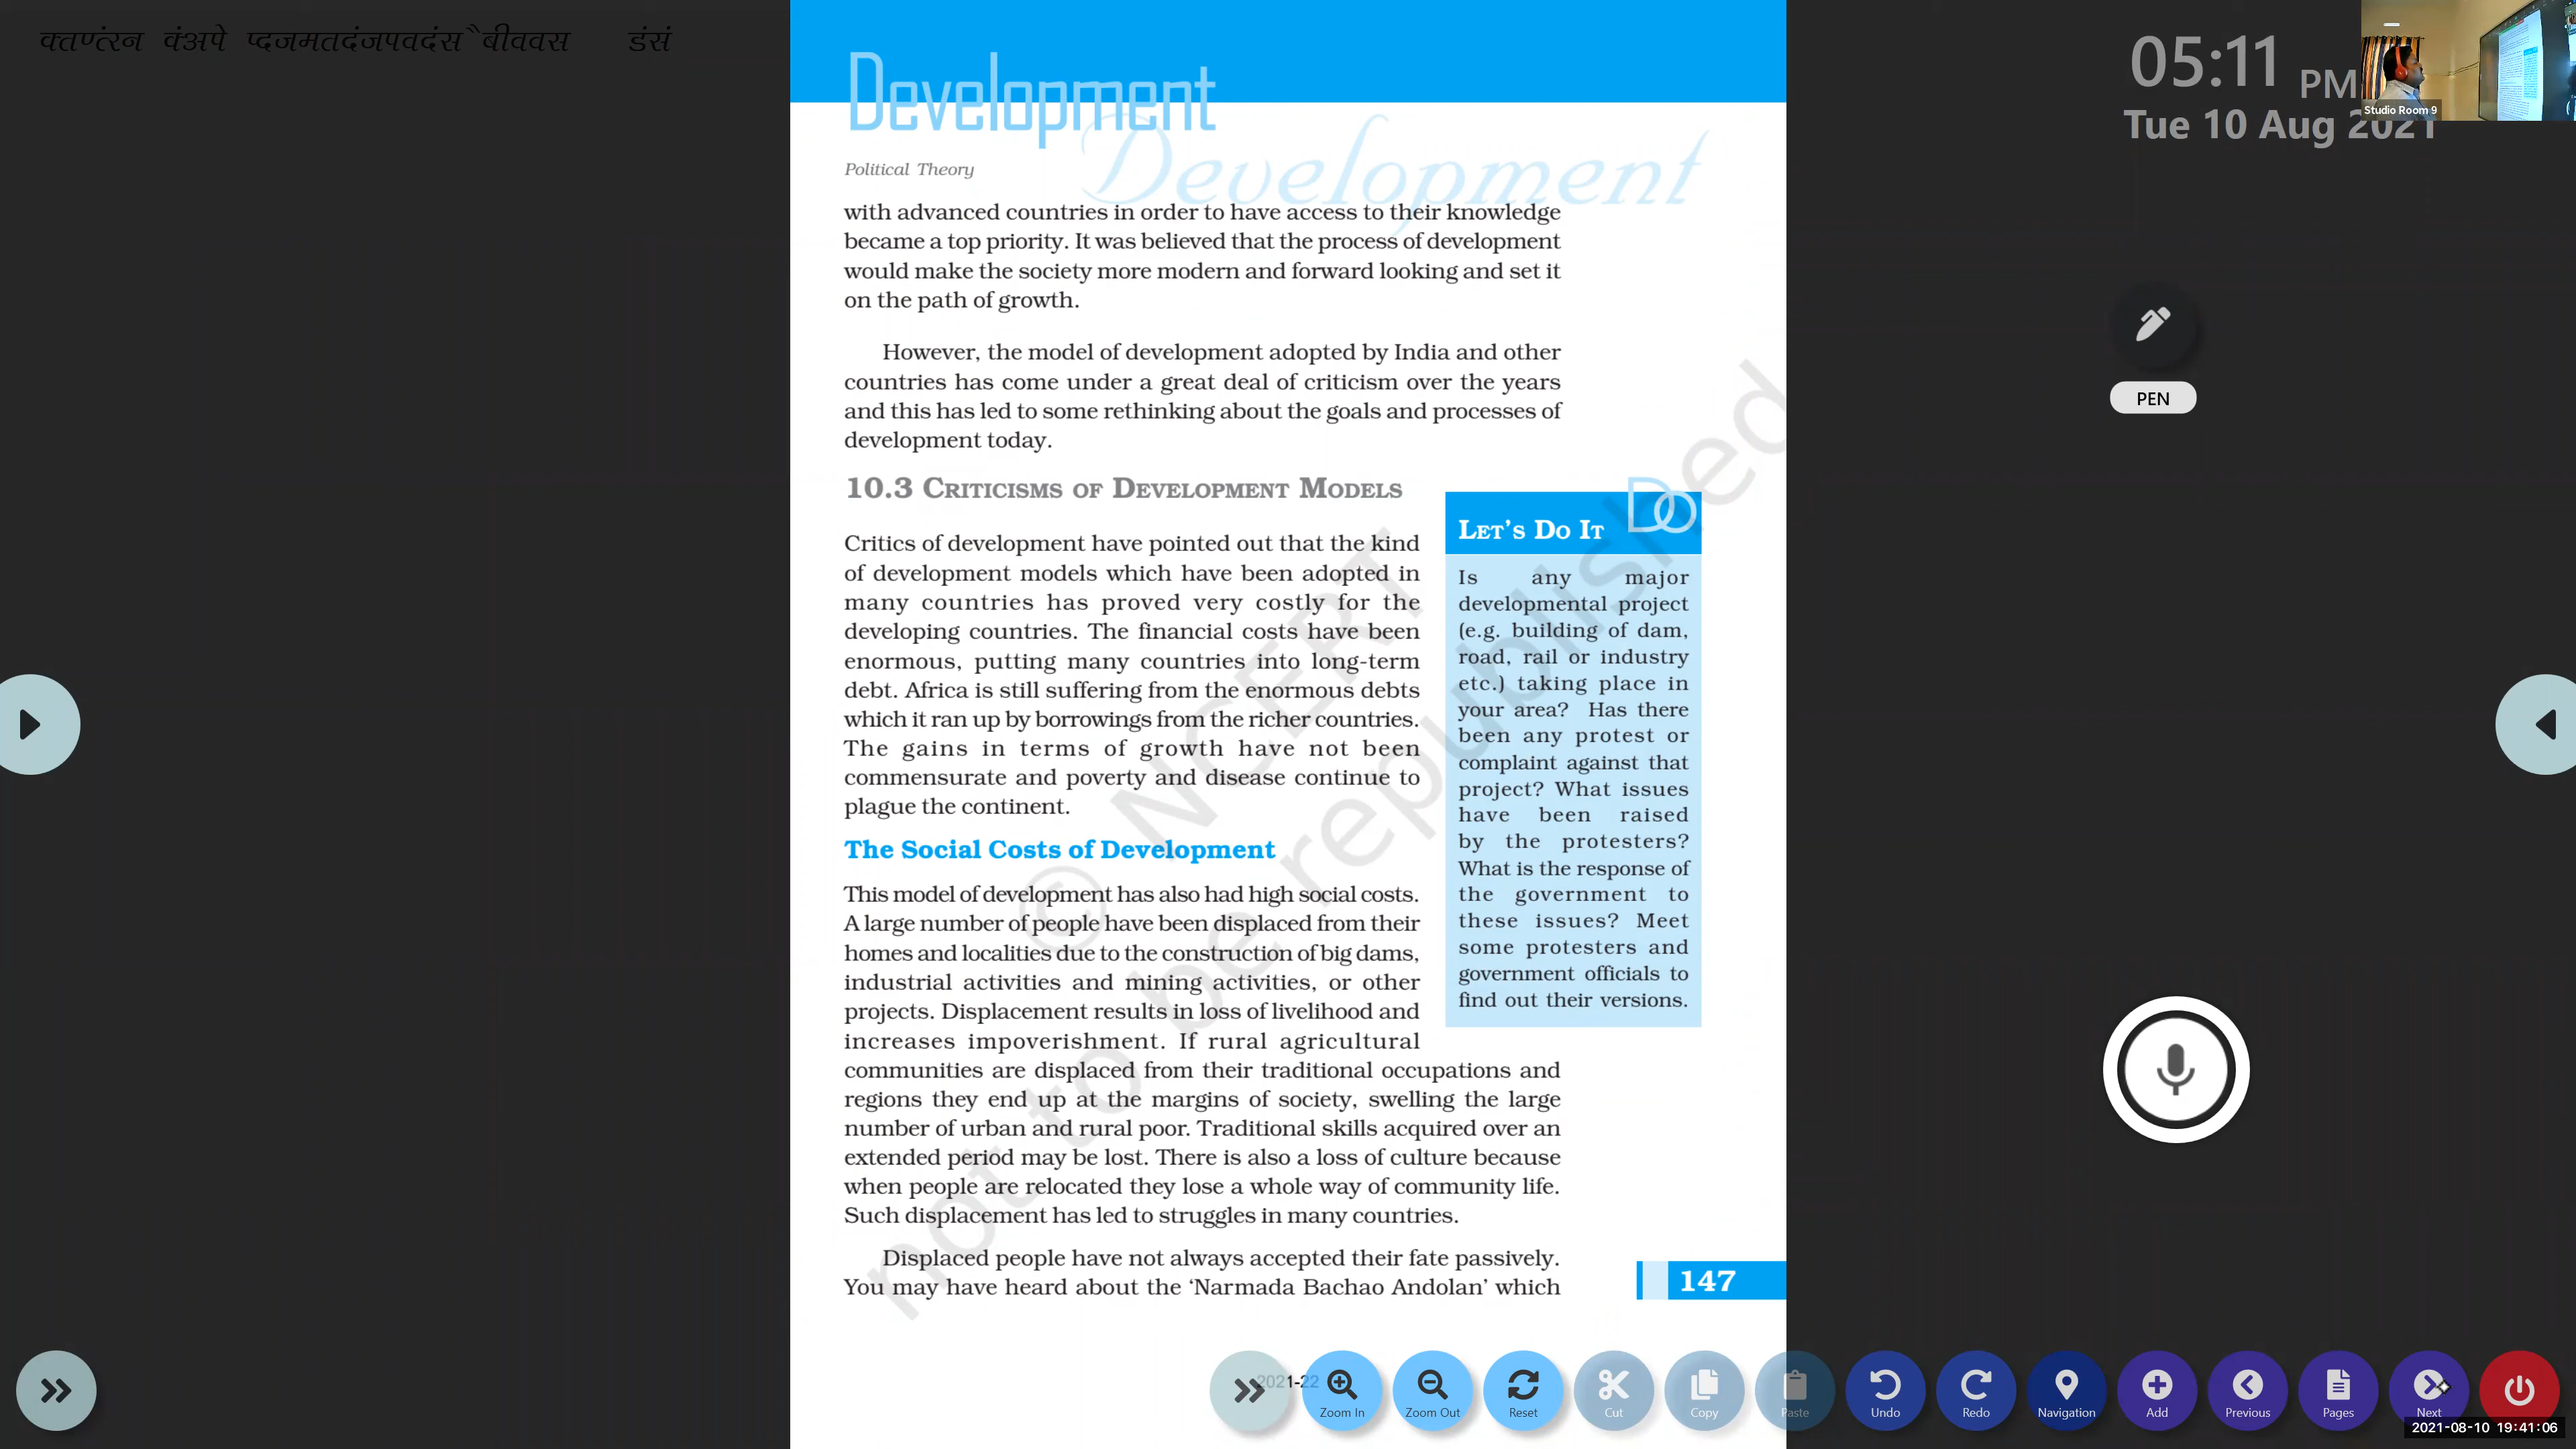 क्तण्तंरन क्ंअपे प्दजमतदंजपवदंस ैबीववस डंसं
05:11 PM
Tue 10 Aug 2021
Studio Room 9
Development
Development
Political Theory
with advanced countries in order to have access to their knowledge
became a top priority. It was believed that the process of development
would make the society more modern and forward looking and set it
on the path of growth.
However, the model of development adopted by India and other
countries has come under a great deal of criticism over the years
and this has led to some rethinking about the goals and processes of
development today.
10.3 CRITICISMS OF DEVELOPMENT MODELS
Critics of development have pointed out that the kind
of development models which have been adopted in
many countries has proved very costly for the
developing countries. The financial costs have been
enormous, putting many countries into long-term
debt. Africa is still suffering from the enormous debts
which it ran up by borrowings from the richer countries.
The gains in terms of growth have not been
commensurate and poverty and disease continue to
plague the continent.
The Social Costs of Development
This model of development has also had high social costs.
A large number of people have been displaced from their
homes and localities due to the construction of big dams,
industrial activities and mining activities, or other
projects. Displacement results in loss of livelihood and
increases impoverishment. If rural agricultural
communities are displaced from their traditional occupations and
regions they end up at the margins of society, swelling the large
number of urban and rural poor. Traditional skills acquired over an
extended period may be lost. There is also a loss of culture because
when people are relocated they lose a whole way of community life.
Such displacement has led to struggles in many countries.
Displaced people have not always accepted their fate passively.
You may have heard about the ‘Narmada Bachao Andolan’ which
DO
LET’S DO IT
Is any major
developmental project
(e.g. building of dam,
road, rail or industry
etc.) taking place in
your area? Has there
been any protest or
complaint against that
project? What issues
have been raised
by the protesters?
What is the response of
the government to
these issues? Meet
some protesters and
government officials to
find out their versions.
© NCERT
not to be republished
147
2021-22
PEN
Zoom In
Zoom Out
Reset
Cut
Copy
Paste
Undo
Redo
Navigation
Add
Previous
Pages
Next
2021-08-10 19:41:06